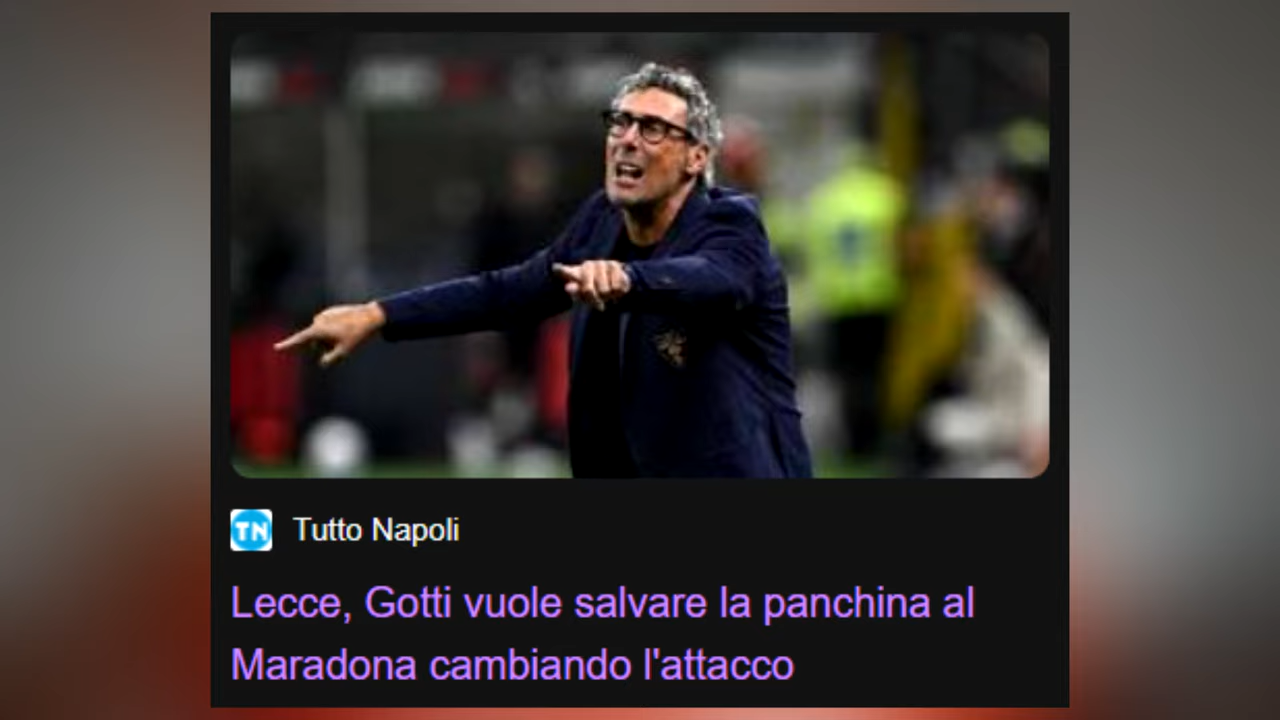 TN Tutto Napoli
Lecce, Gotti vuole salvare la panchina al
Maradona cambiando l'attacco